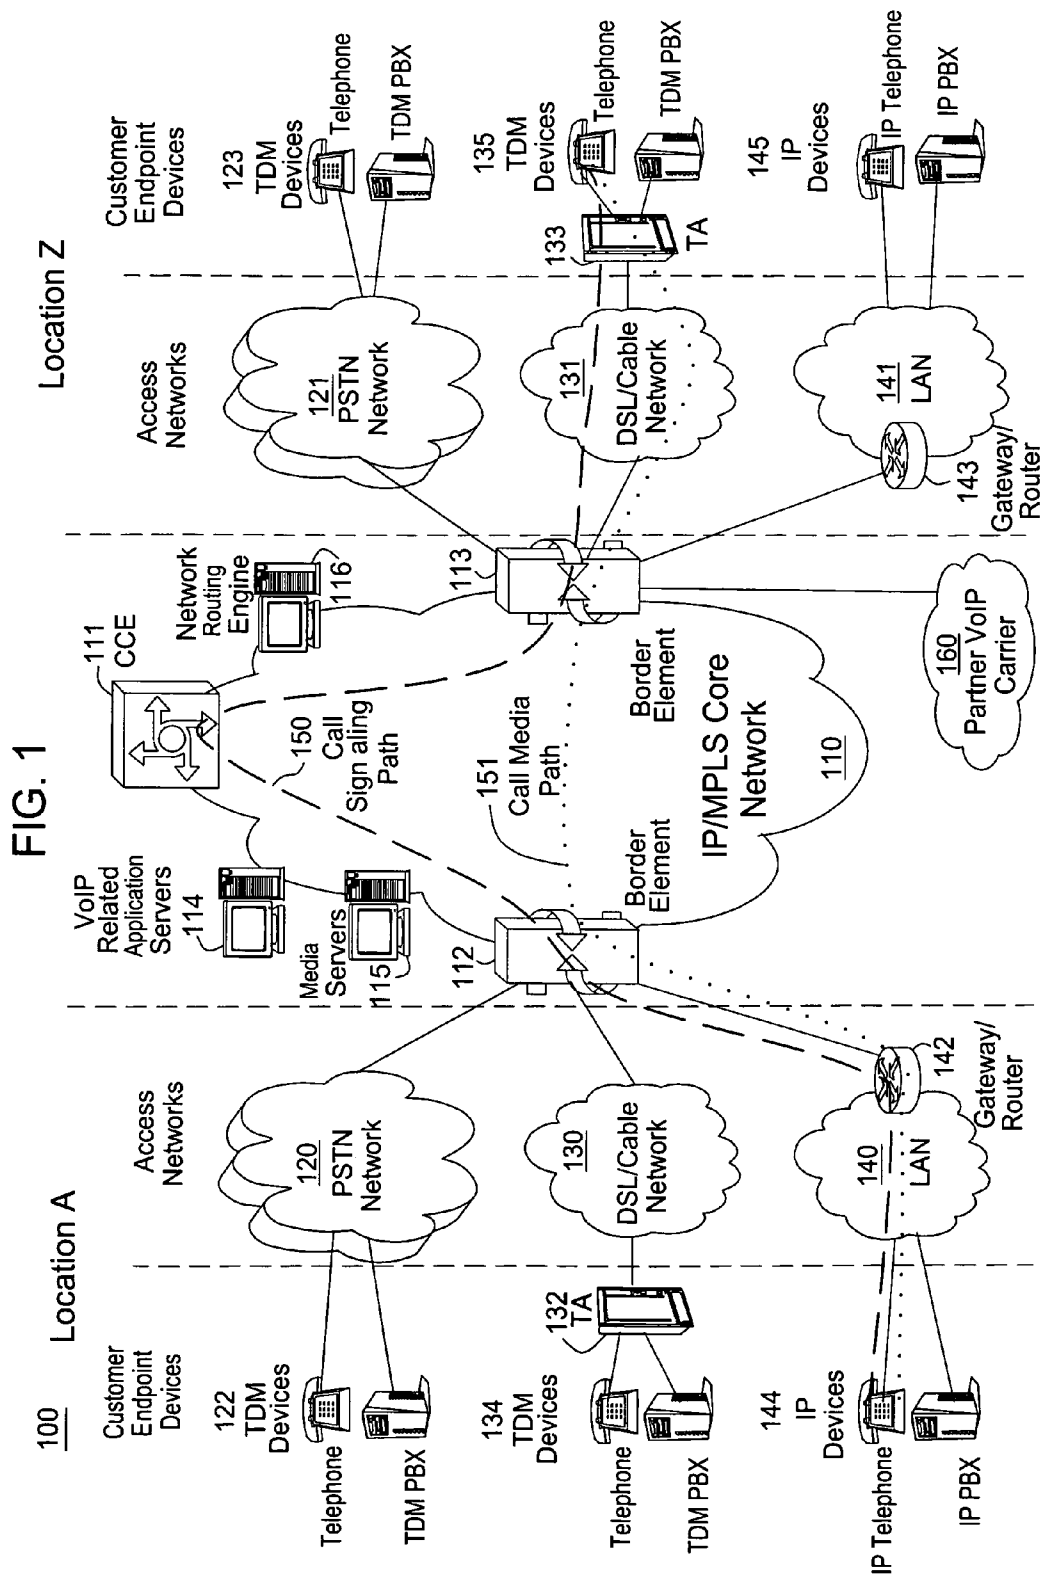 FIG. 1
100
Location A
Location Z
Customer
Endpoint
Devices
Access
Networks
VoIP
Related
Application
Servers
114
111
CCE
Network
Routing
Engine
116
Access
Networks
Customer
Endpoint
Devices
122
TDM
Devices
Telephone
TDM PBX
120
PSTN
Network
Media
Servers
115
150
Call
Sign aling
Path
121
PSTN
Network
123
TDM
Devices
Telephone
TDM PBX
134
TDM
Devices
Telephone
TDM PBX
132
TA
130
DSL/Cable
Network
112
Border
Element
151
Call Media
Path
113
Border
Element
131
DSL/Cable
Network
133
TA
135
TDM
Devices
Telephone
TDM PBX
IP/MPLS Core
Network
110
144
IP
Devices
IP Telephone
IP PBX
140
LAN
142
Gateway/
Router
160
Partner VoIP
Carrier
143
Gateway/
Router
141
LAN
145
IP
Devices
IP Telephone
IP PBX